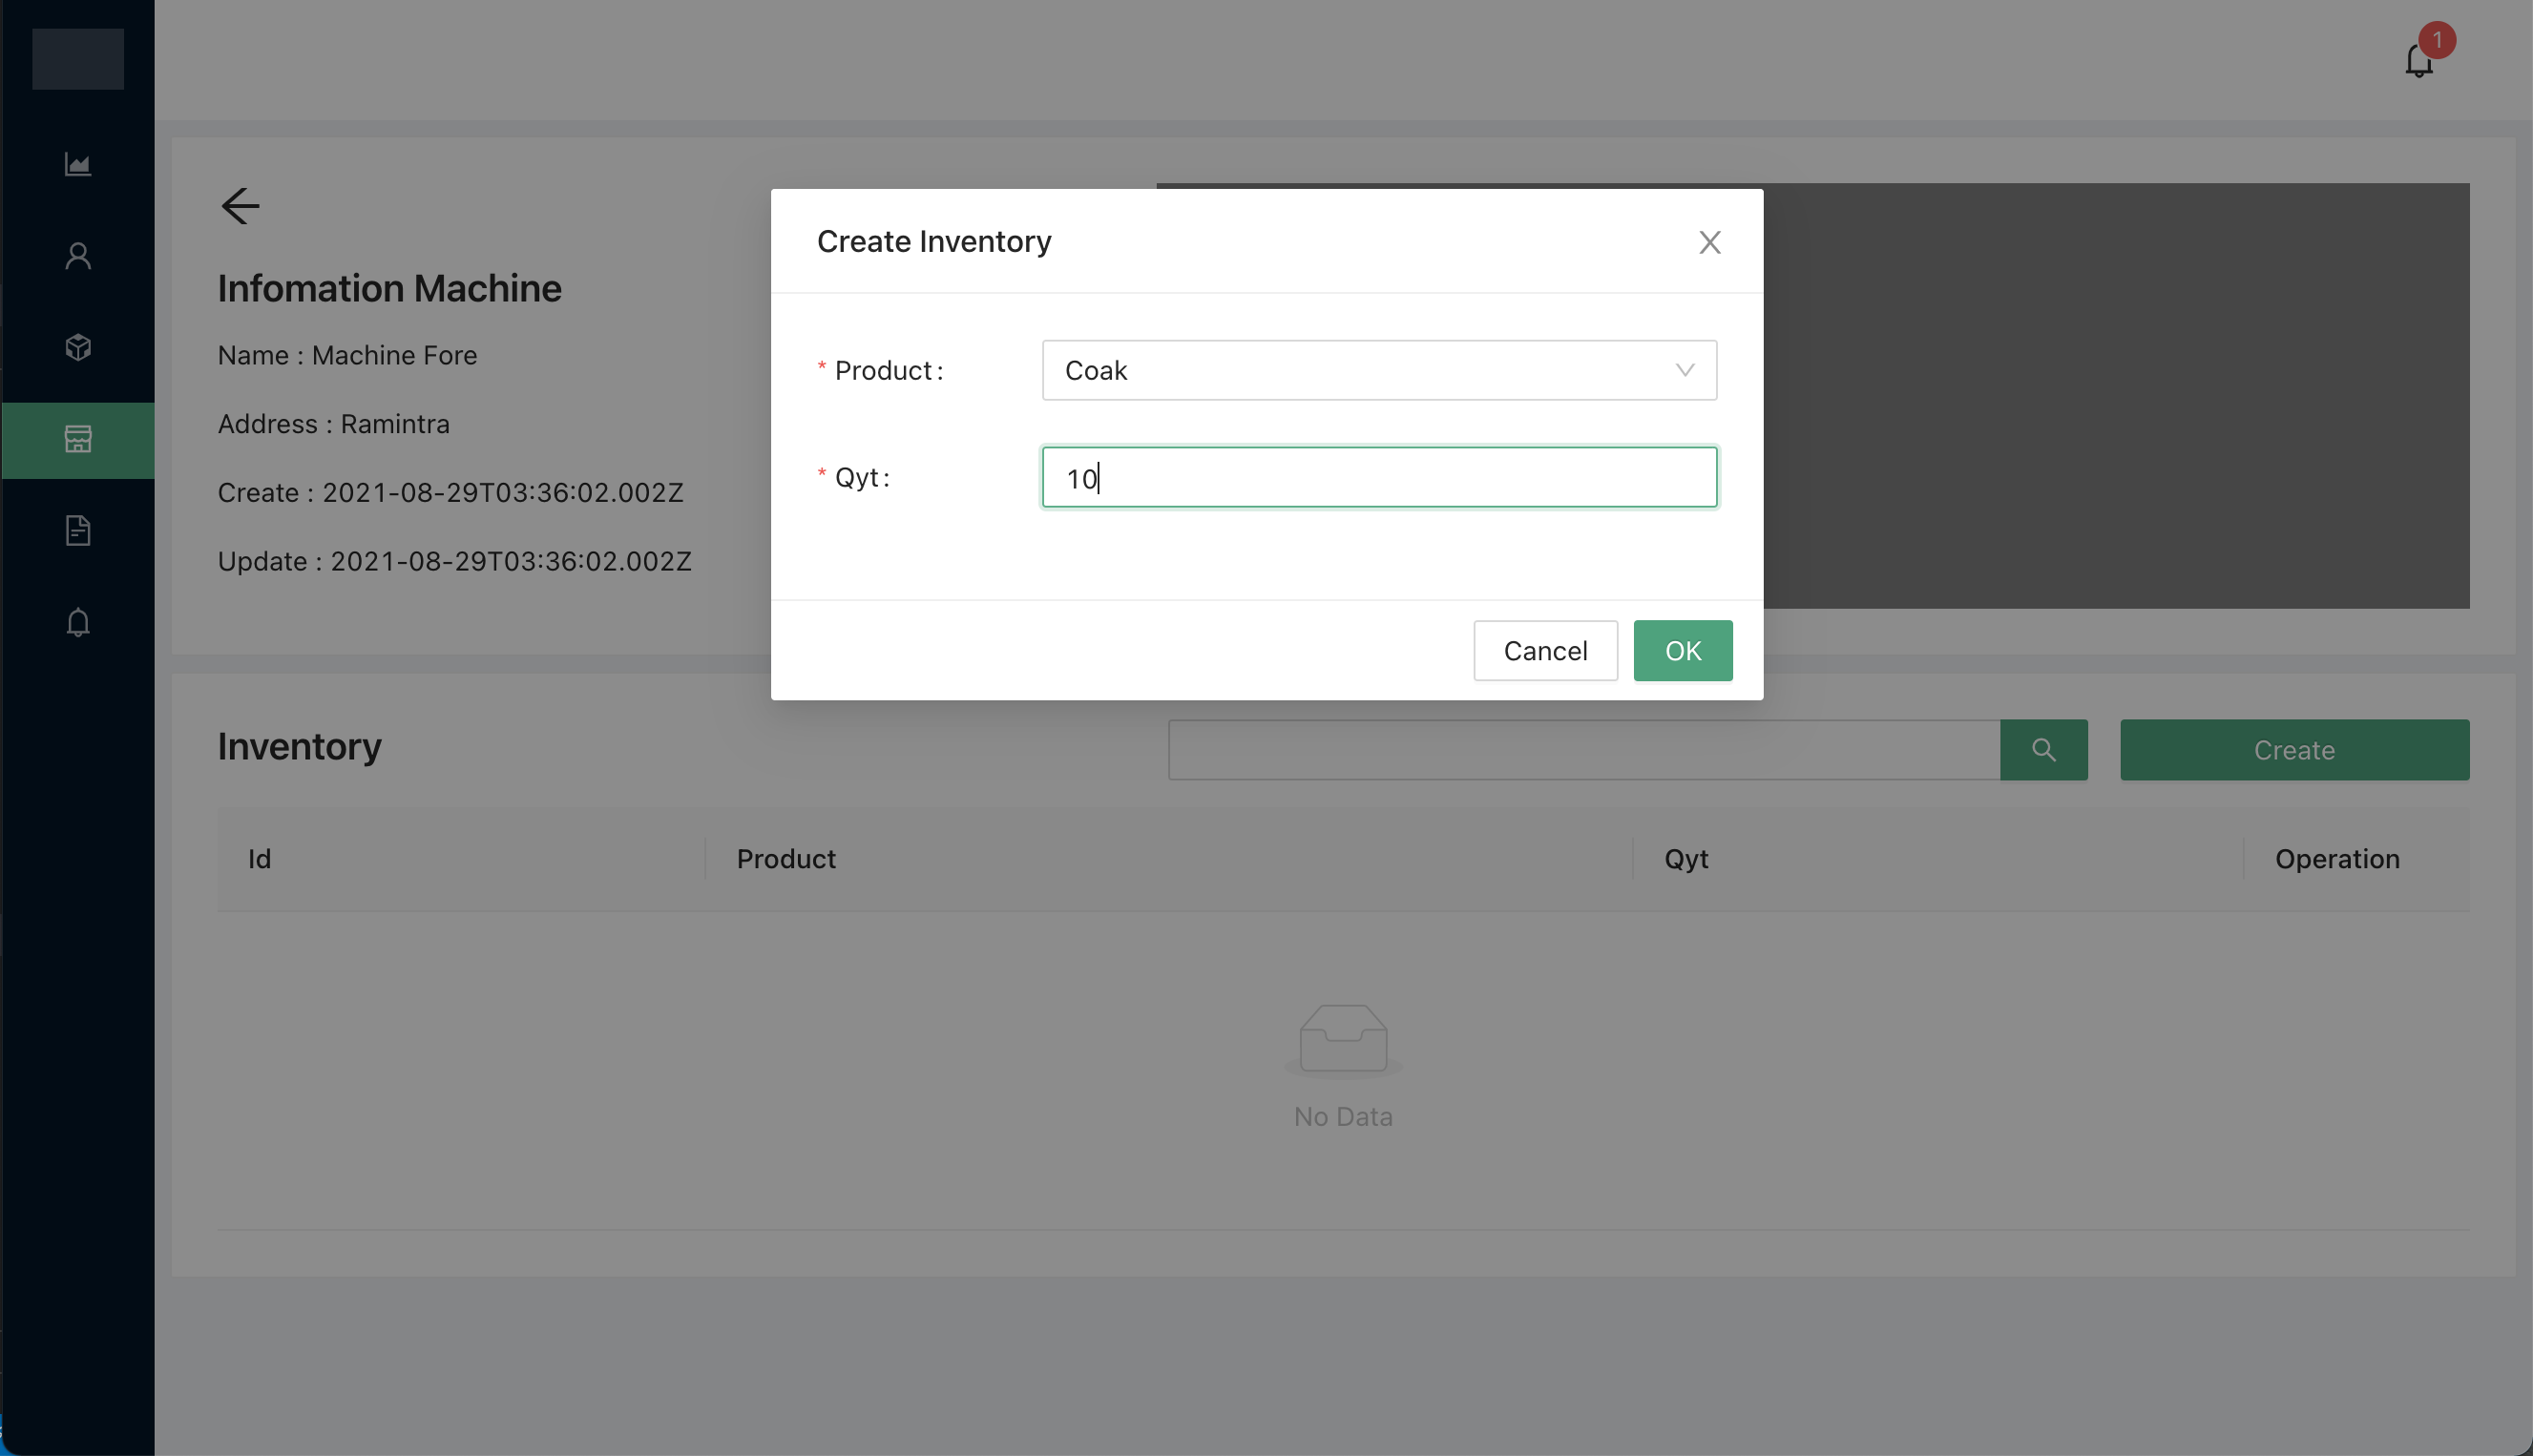 1
Create Inventory
* Product :
Coak
* Qyt :
10
Cancel
OK
Infomation Machine
Name : Machine Fore
Address : Ramintra
Create : 2021-08-29T03:36:02.002Z
Update : 2021-08-29T03:36:02.002Z
Inventory
Create
Id
Product
Qyt
Operation
No Data